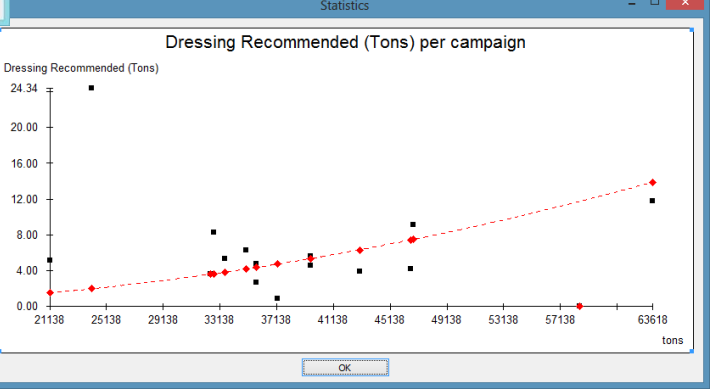 Statistics
Dressing Recommended (Tons) per campaign
Dressing Recommended (Tons)
24.34
20.00
16.00
12.00
8.00
4.00
0.00
21138 25138 29138 33138 37138 41138 45138 49138 53138 57138 63618
tons
OK